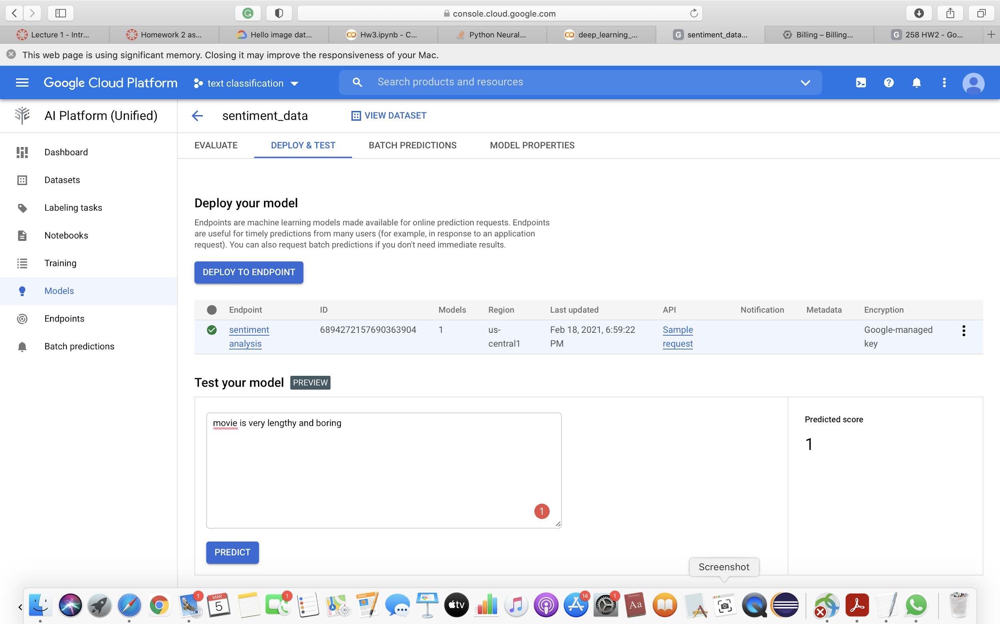 console.cloud.google.com
Lecture 1 - Intr...
Homework 2 as...
Hello image dat...
Hw3.ipynb - C...
Python Neural...
deep_learning_...
G sentiment_data...
Billing – Billing...
G 258 HW2 - Go...
This web page is using significant memory. Closing it may improve the responsiveness of your Mac.
Google Cloud Platform
text classification
Search products and resources
AI Platform (Unified)
sentiment_data
VIEW DATASET
EVALUATE
DEPLOY & TEST
BATCH PREDICTIONS
MODEL PROPERTIES
Dashboard
Datasets
Labeling tasks
Notebooks
Training
Models
Endpoints
Batch predictions
Deploy your model
Endpoints are machine learning models made available for online prediction requests. Endpoints
are useful for timely predictions from many users (for example, in response to an application
request). You can also request batch predictions if you don't need immediate results.
DEPLOY TO ENDPOINT
Endpoint ID Models Region Last updated API Notification Metadata Encryption
sentiment 6894272157690363904 1 us- Feb 18, 2021, 6:59:22 Sample Google-managed
analysis central1 PM request key
Test your model PREVIEW
movie is very lengthy and boring
1
PREDICT
Predicted score
1
Screenshot
1
MAR
5
1
PAGES
3D
tv
14
1
Dictionary
Aa